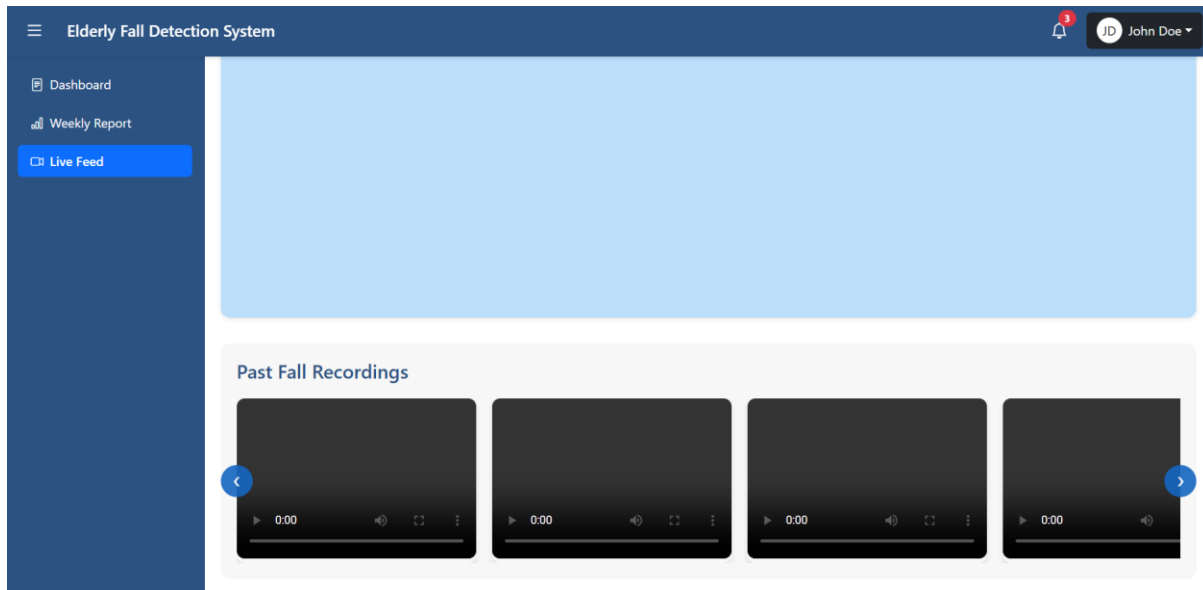 Elderly Fall Detection System
3
JD John Doe
Dashboard
Weekly Report
Live Feed
Past Fall Recordings
0:00 0:00 0:00 0:00